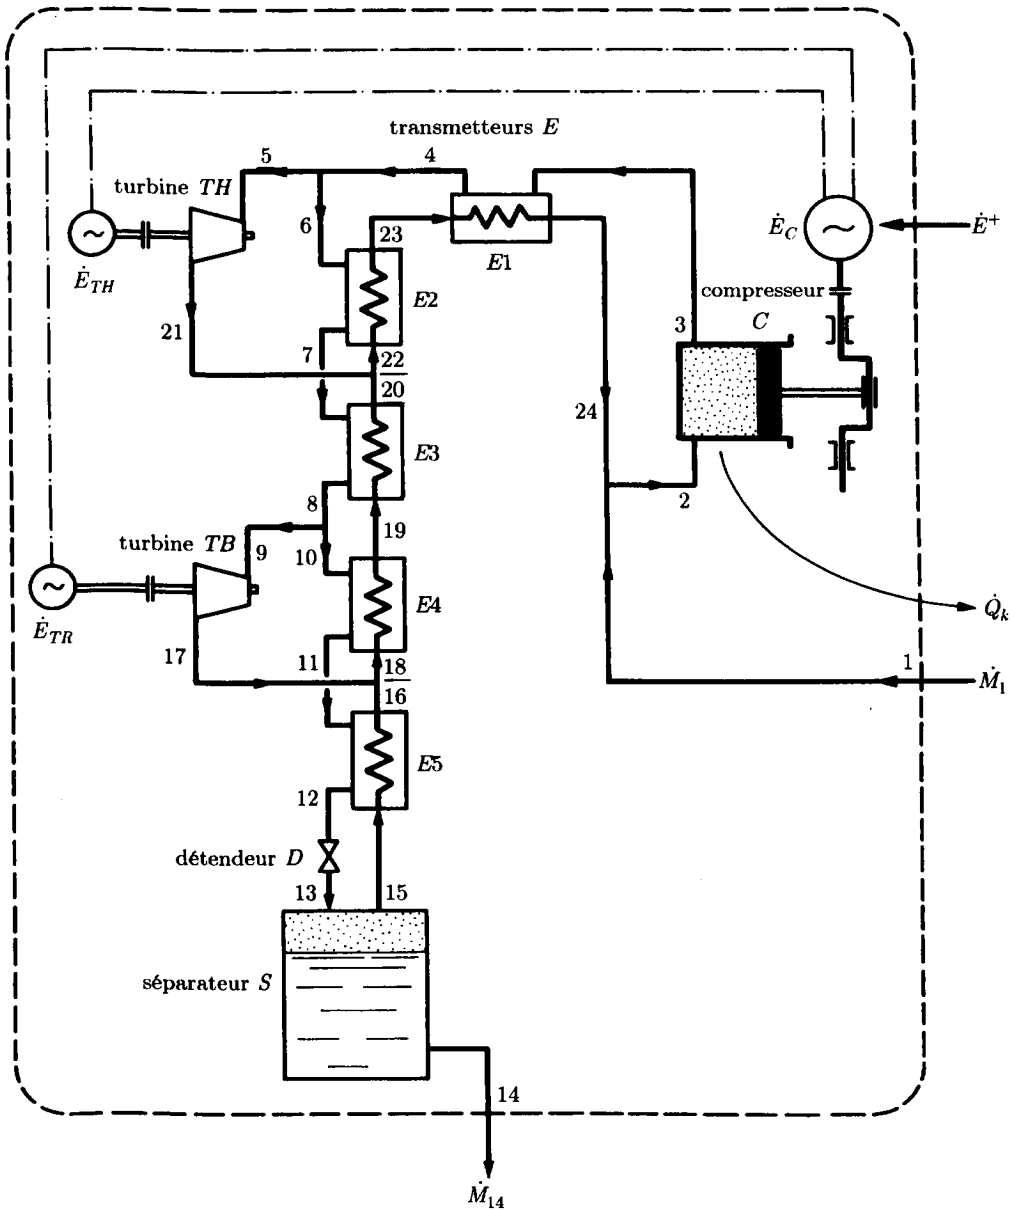 transmetteurs E
5
4
turbine TH
6
23
E1
Ė_C
Ė⁺
Ė_TH
E2
compresseur
C
21
7
22
3
20
24
E3
8
2
19
turbine TB
9
10
E4
Q̇_k
Ė_TR
17
11
18
1
Ṁ_1
16
E5
12
détendeur D
13
15
séparateur S
14
Ṁ_14